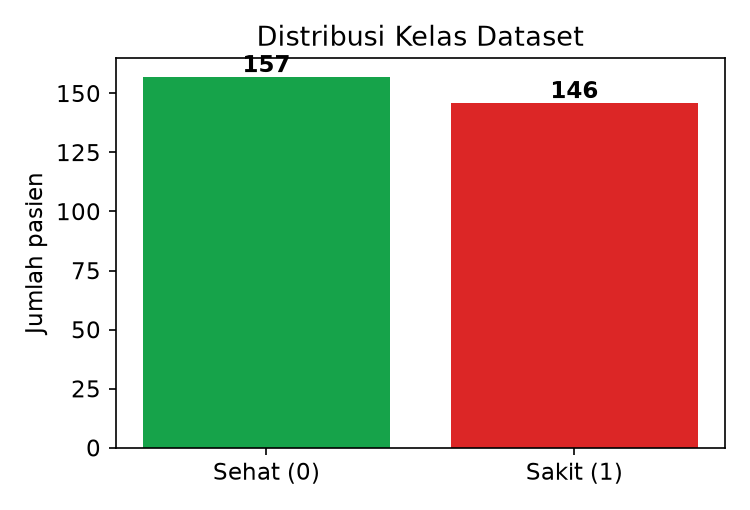 Distribusi Kelas Dataset
157
146
Jumlah pasien
150
125
100
75
50
25
0
Sehat (0)
Sakit (1)